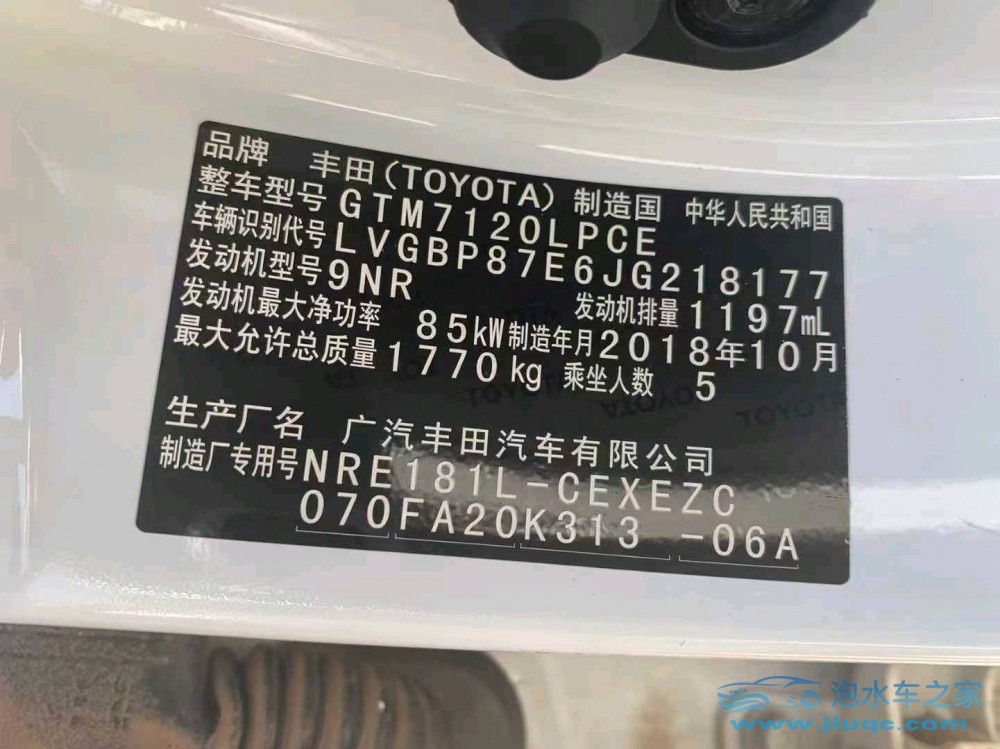 品牌 丰田(TOYOTA) 制造国 中华人民共和国
整车型号 GTM7120LPCE
车辆识别代号 LVGBP87E6JG218177
发动机型号 9NR 发动机排量 1197mL
发动机最大净功率 85kW 制造年月 2018年10月
最大允许总质量 1770kg 乘坐人数 5
生产厂名 广汽丰田汽车有限公司
制造厂专用号 NRE181L-CEXEZC
070FA20K313 -06A
泡水车之家
www.jiuqc.com